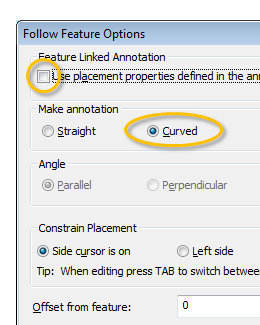 Follow Feature Options
Feature Linked Annotation
Use placement properties defined in the
Make annotation
Straight Curved
Angle
Parallel Perpendicular
Constrain Placement
Side cursor is on Left side
Tip: When editing press TAB to switch
Offset from feature: 0